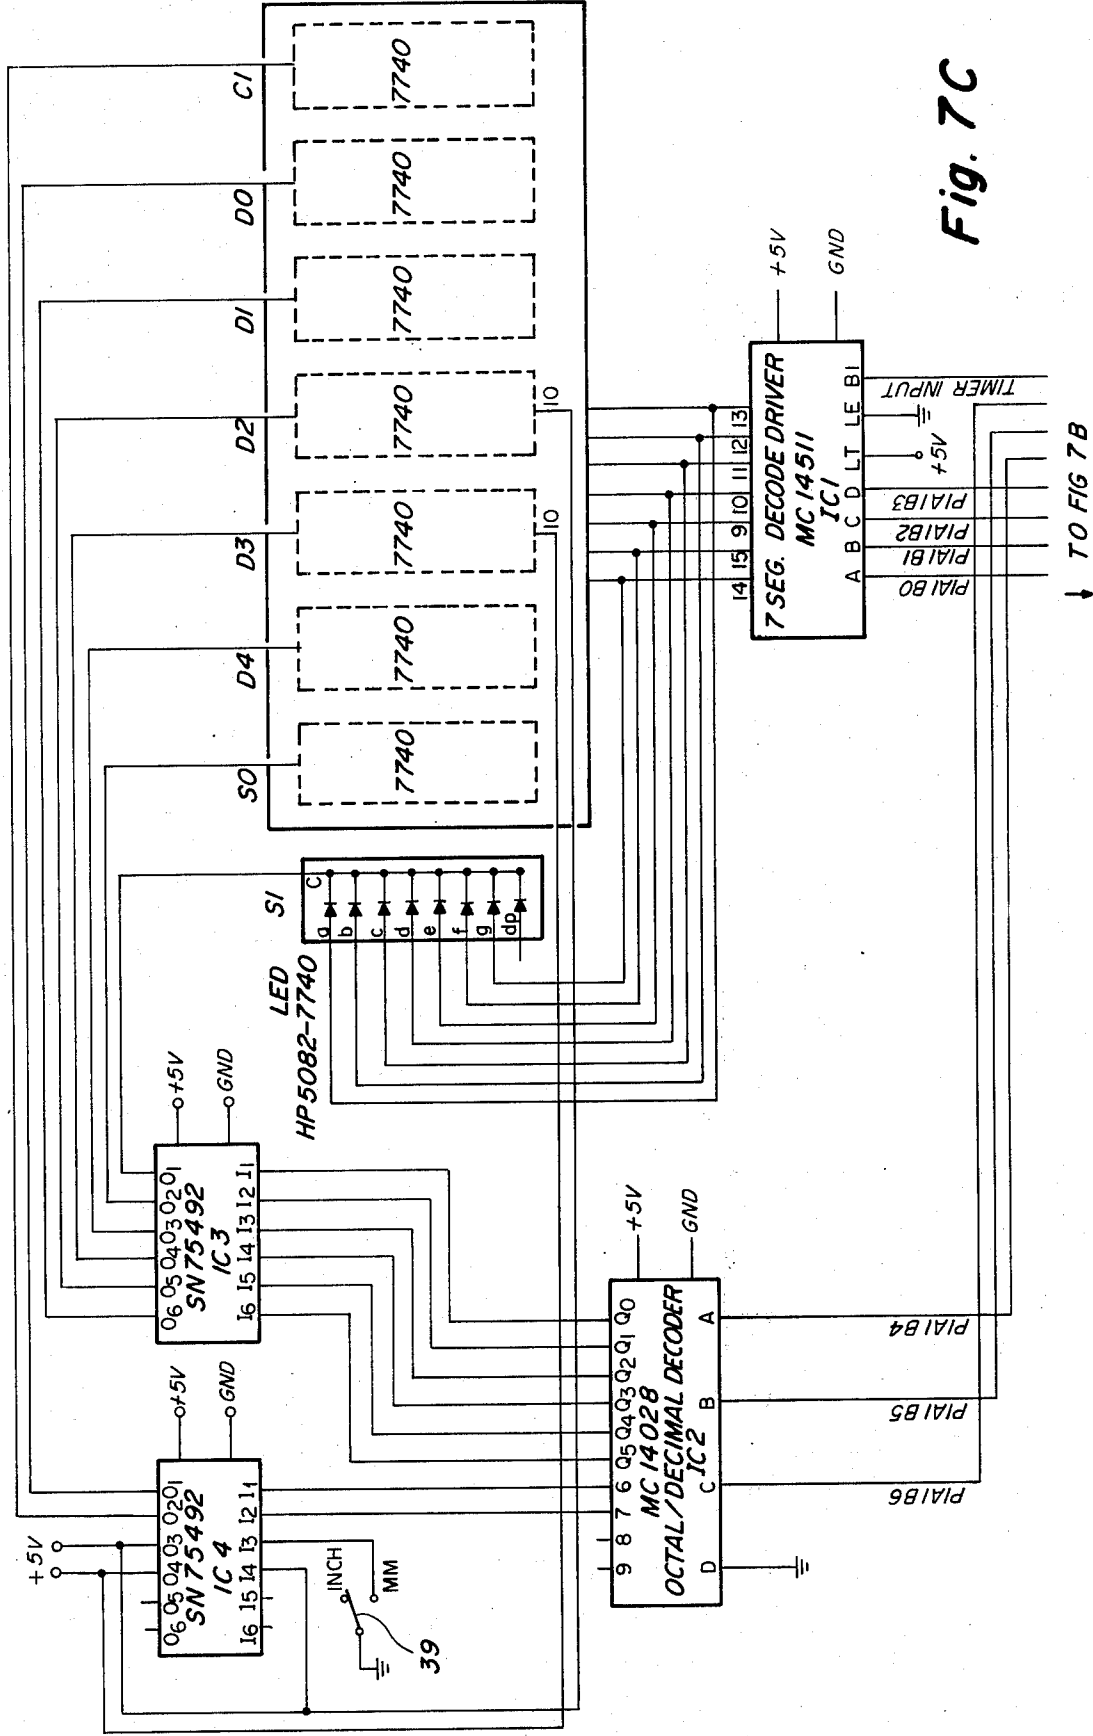 C1
D0
D1
D2
D3
D4
S0
7740
7740
7740
7740
7740
7740
7740
10
10
S1
LED
HP5082-7740
C
a
b
c
d
e
f
g
dp
+5V
+5V
GND
O6 O5 O4 O3 O2 O1
SN75492
IC4
I6 I5 I4 I3 I2 I1
+5V
GND
O6 O5 O4 O3 O2 O1
SN75492
IC3
I6 I5 I4 I3 I2 I1
INCH
MM
39
9 8 7 6 Q5 Q4 Q3 Q2 Q1 Q0
MC 14028
OCTAL/DECIMAL DECODER
IC2
D C B A
+5V
GND
PIA1B6
PIA1B5
PIA1B4
14 15 9 10 11 12 13
7 SEG. DECODE DRIVER
MC 14511
IC1
A B C D LT LE B1
+5V
GND
+5V
PIA1B0
PIA1B1
PIA1B2
PIA1B3
TIMER INPUT
TO FIG 7B
Fig. 7C